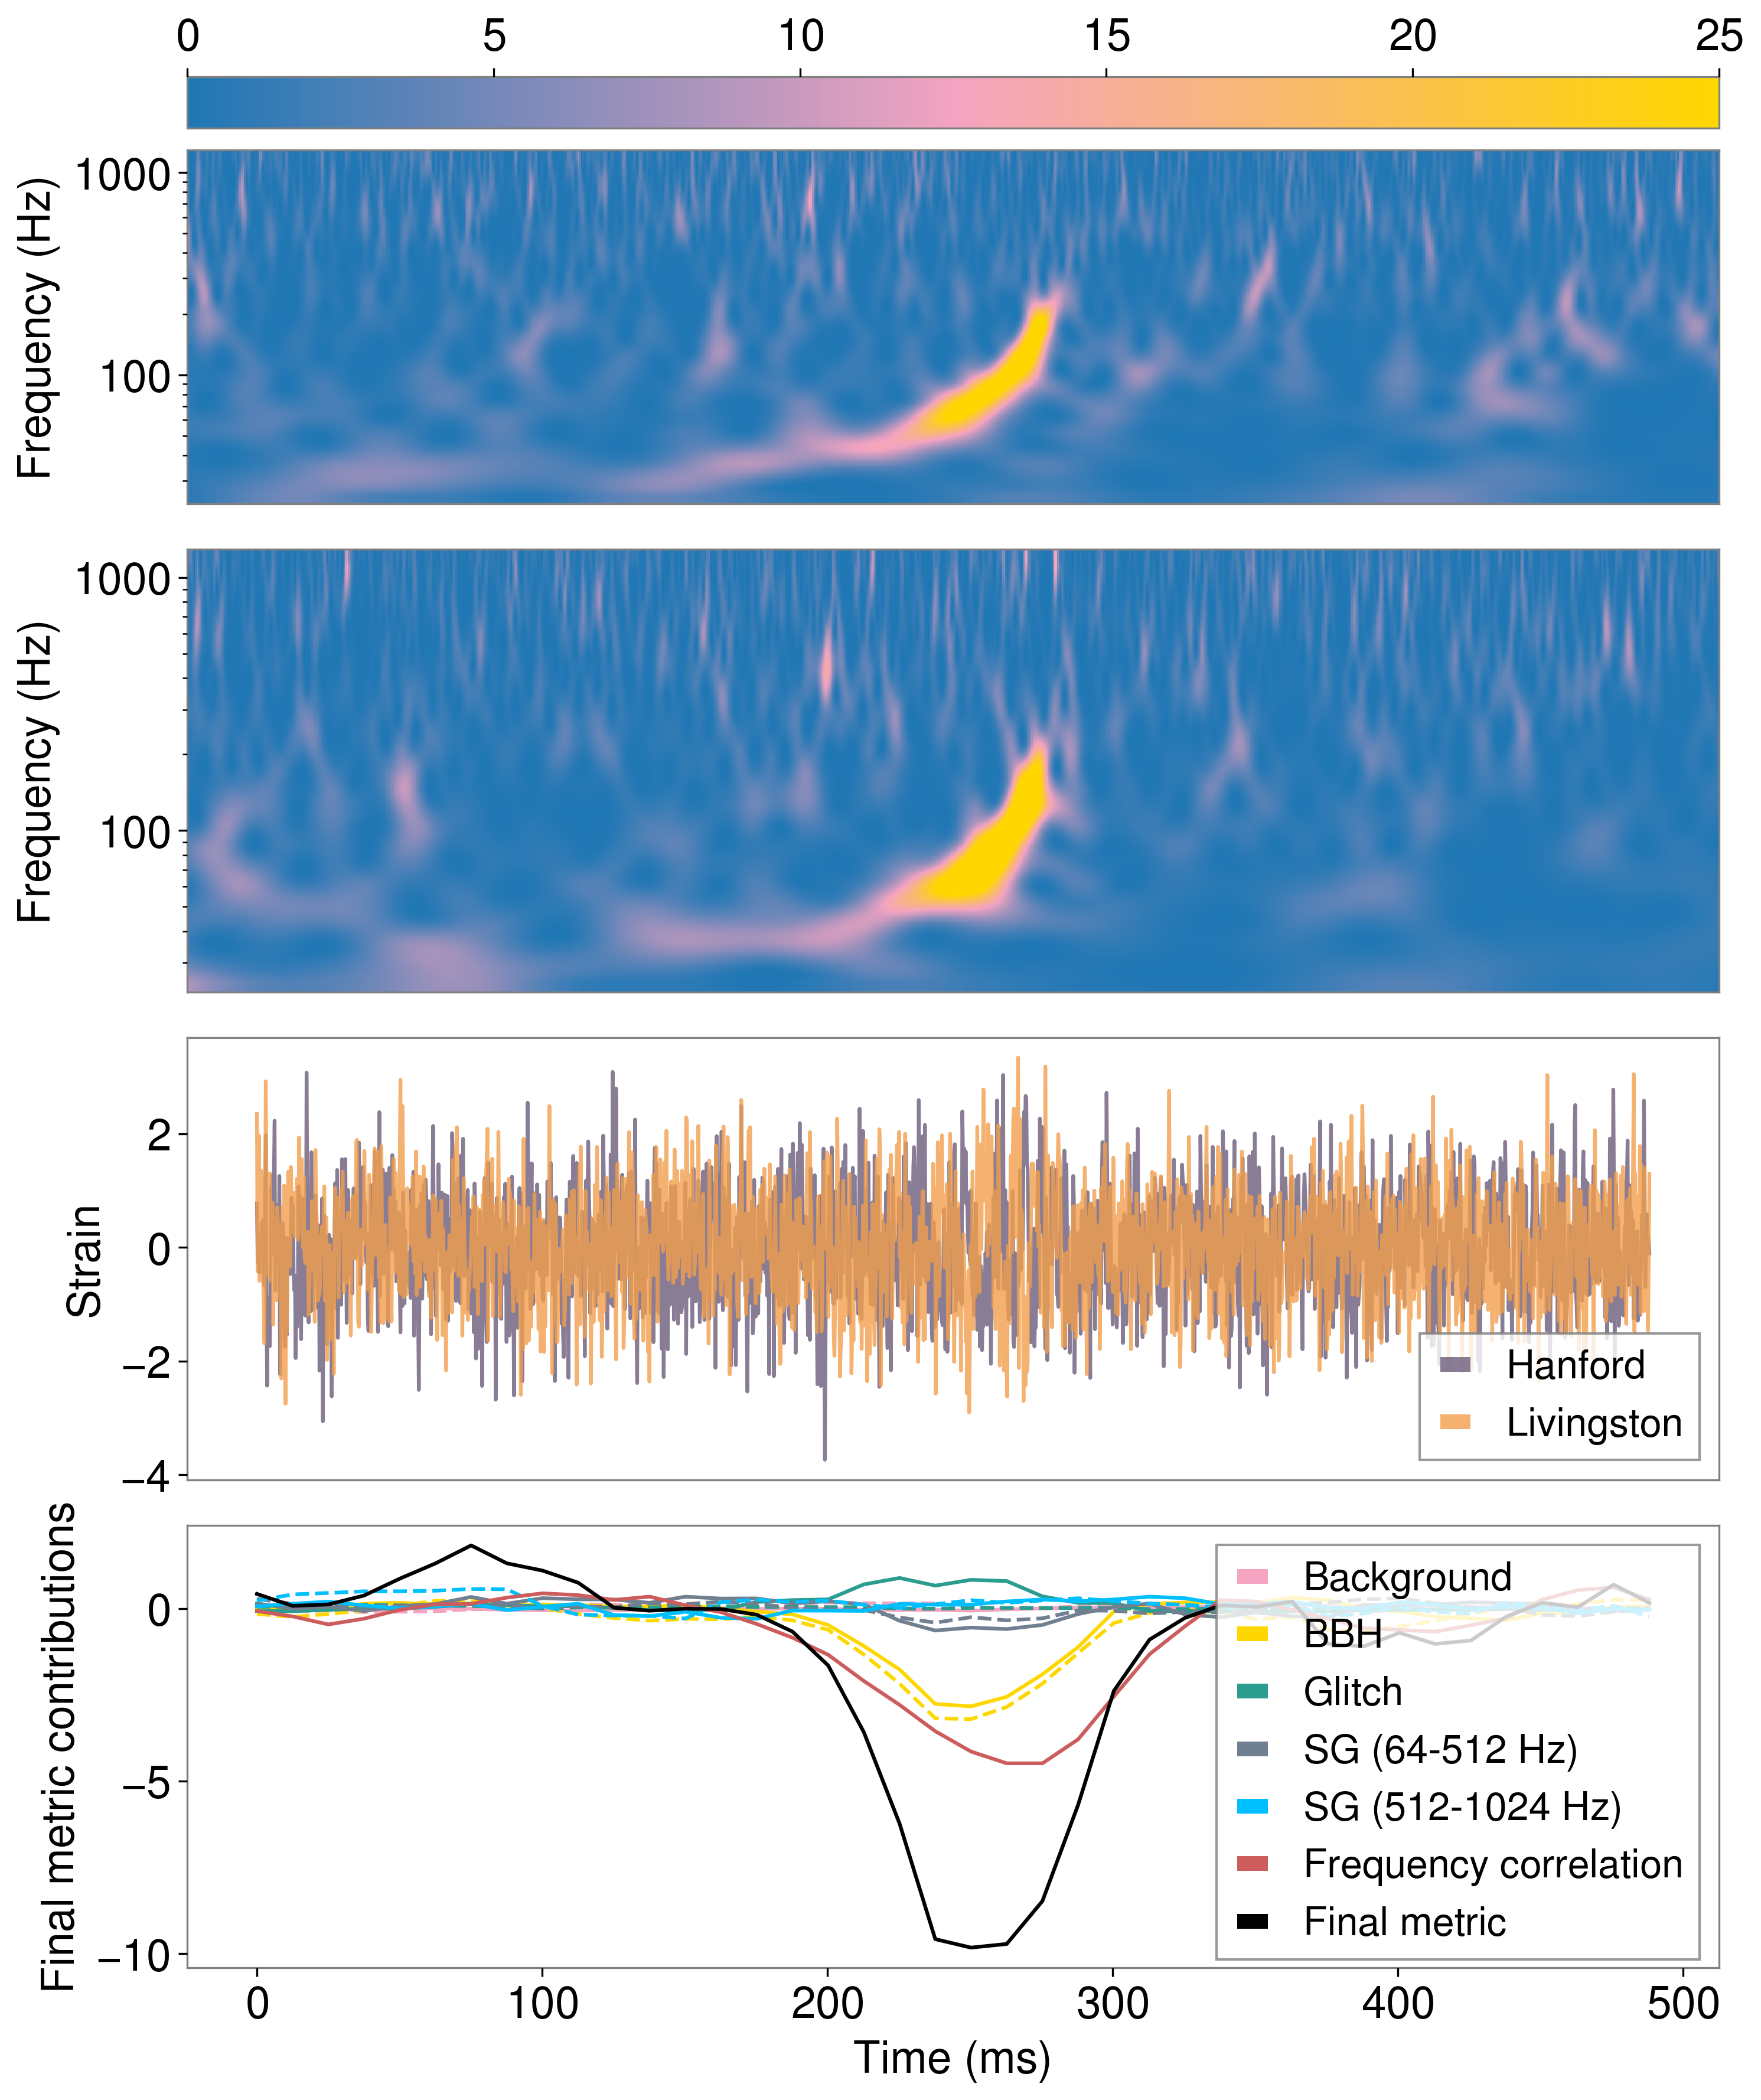 0 5 10 15 20 25
1000
100
Frequency (Hz)
1000
100
Frequency (Hz)
2
0
−2
−4
Strain
Hanford
Livingston
0
−5
−10
Final metric contributions
Background
BBH
Glitch
SG (64-512 Hz)
SG (512-1024 Hz)
Frequency correlation
Final metric
0 100 200 300 400 500
Time (ms)